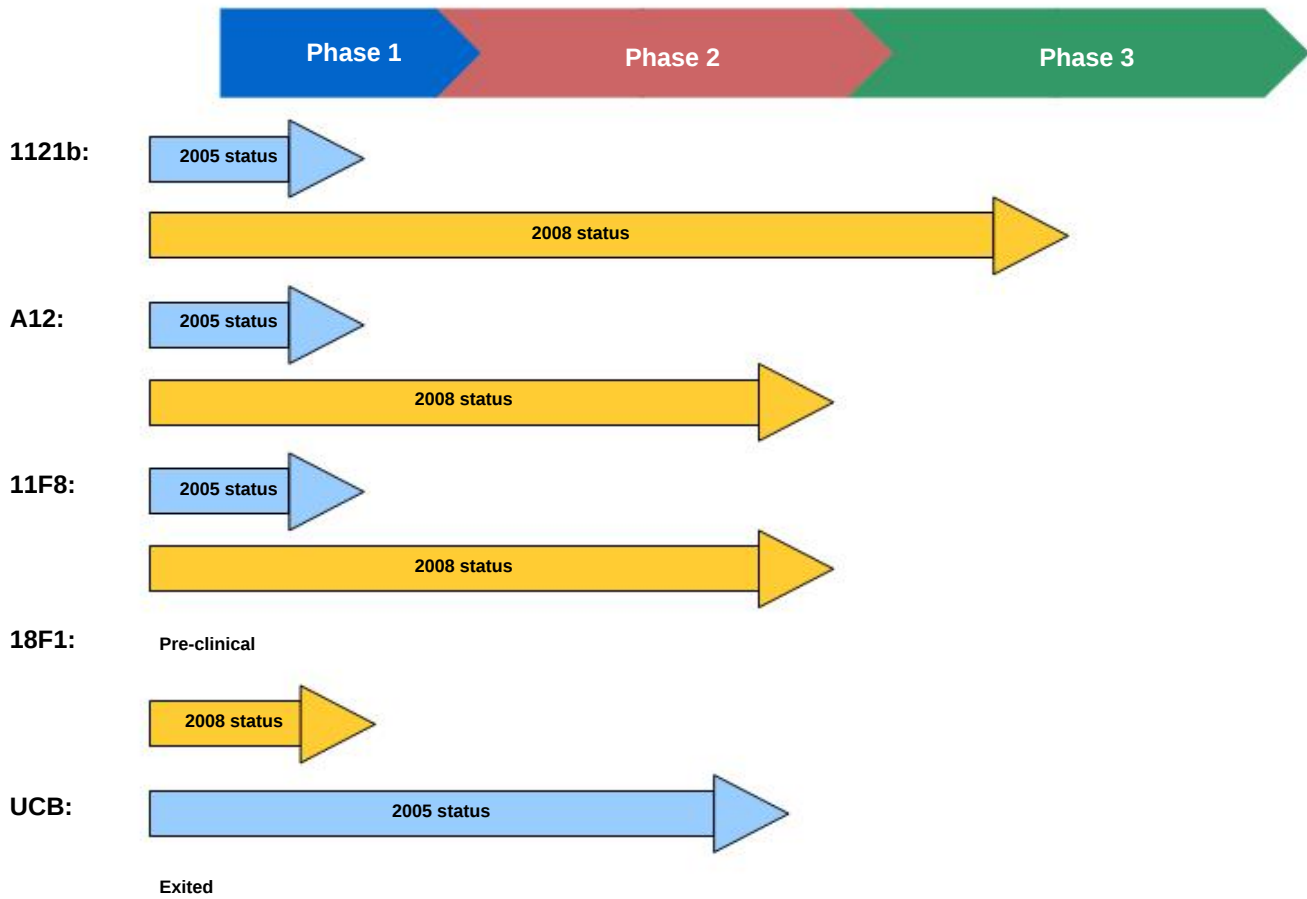 Phase 1
Phase 2
Phase 3
1121b:
2005 status
2008 status
A12:
2005 status
2008 status
11F8:
2005 status
2008 status
18F1:
Pre-clinical
2008 status
UCB:
2005 status
Exited